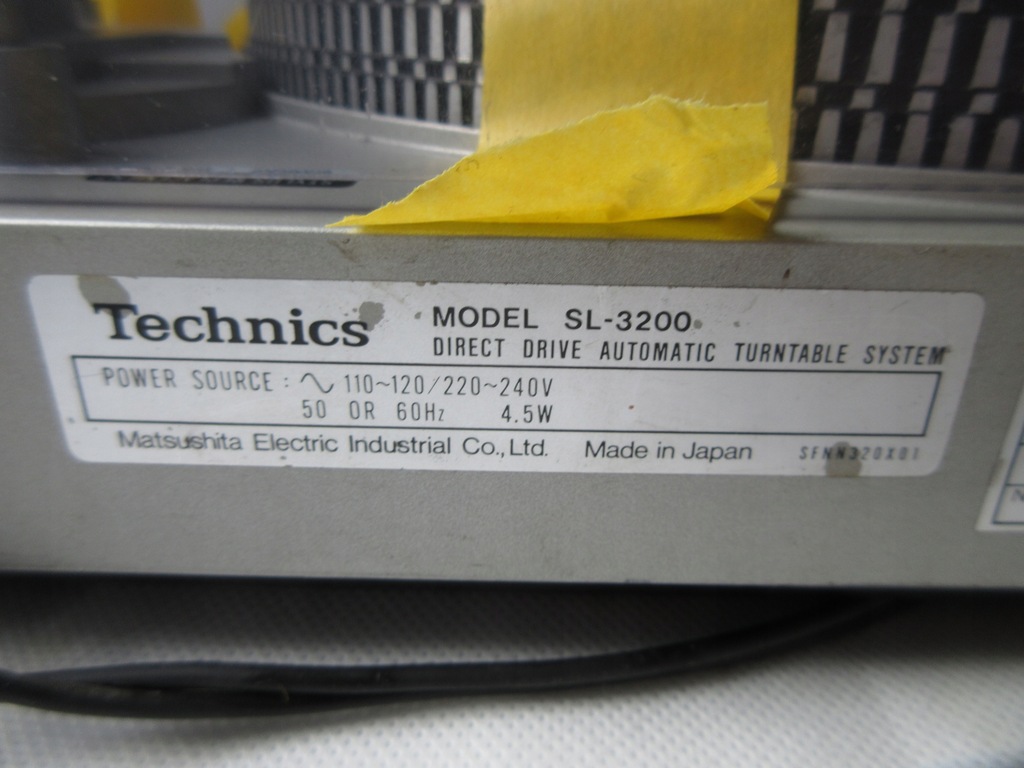 Technics
MODEL SL-3200
DIRECT DRIVE AUTOMATIC TURNTABLE SYSTEM
POWER SOURCE : ∿ 110~120/220~240V
50 OR 60Hz 4.5W
Matsushita Electric Industrial Co., Ltd. Made in Japan SFNN320X01